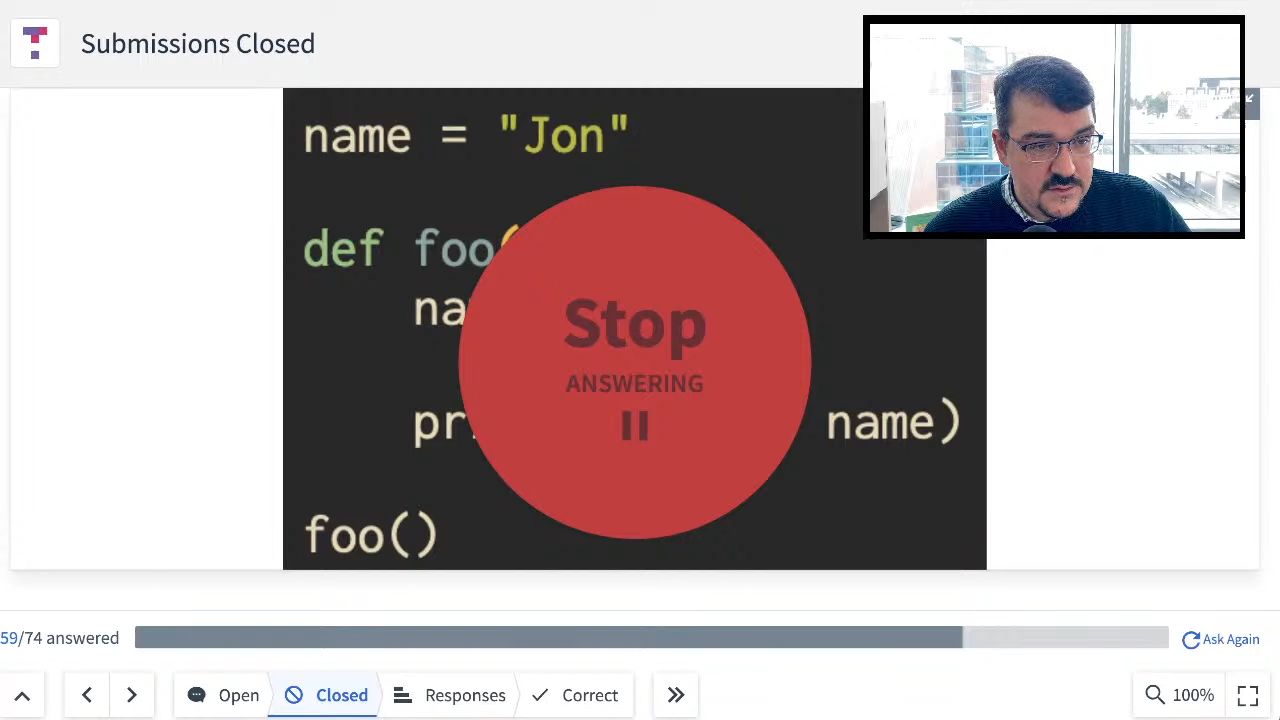 Submissions Closed
name = "Jon"
def foo(
na
Stop
ANSWERING
pr name)
foo()
59/74 answered
Ask Again
Open Closed Responses Correct 100%